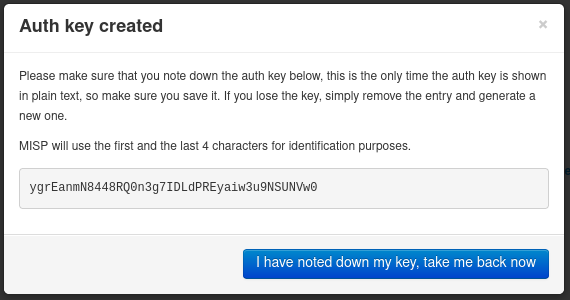 Auth key created
×
Please make sure that you note down the auth key below, this is the only time the auth key is shown
in plain text, so make sure you save it. If you lose the key, simply remove the entry and generate a
new one.
MISP will use the first and the last 4 characters for identification purposes.
ygrEanmN8448RQ0n3g7IDLdPREyaiw3u9NSUNVw0
I have noted down my key, take me back now